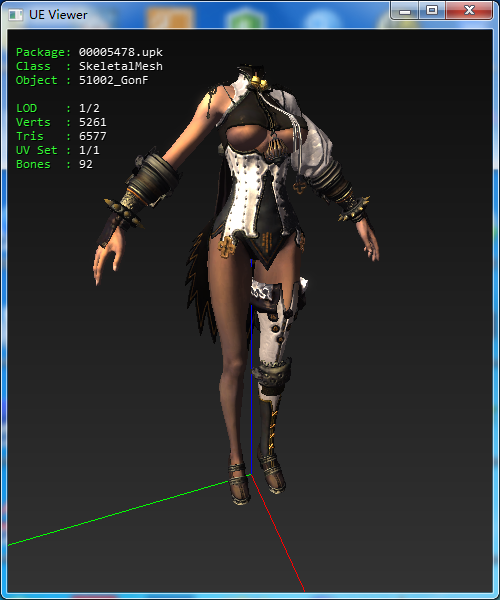 UE Viewer
Package: 00005478.upk
Class : SkeletalMesh
Object : 51002_GonF
LOD : 1/2
Verts : 5261
Tris : 6577
UV Set : 1/1
Bones : 92